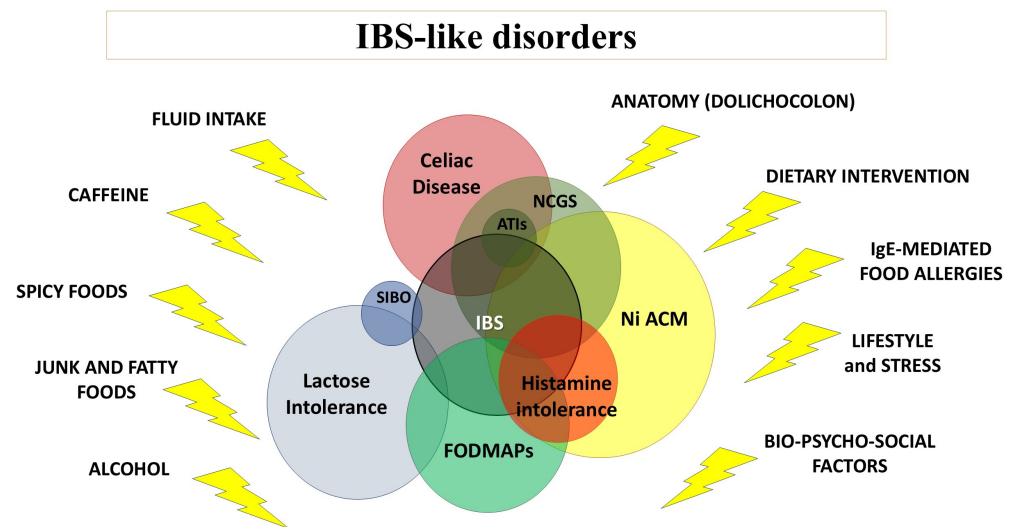 IBS-like disorders
FLUID INTAKE
CAFFEINE
SPICY FOODS
JUNK AND FATTY
FOODS
ALCOHOL
Celiac
Disease
NCGS
ATIs
SIBO
IBS
Ni ACM
Lactose
Intolerance
Histamine
intolerance
FODMAPs
ANATOMY (DOLICHOCOLON)
DIETARY INTERVENTION
IgE-MEDIATED
FOOD ALLERGIES
LIFESTYLE
and STRESS
BIO-PSYCHO-SOCIAL
FACTORS